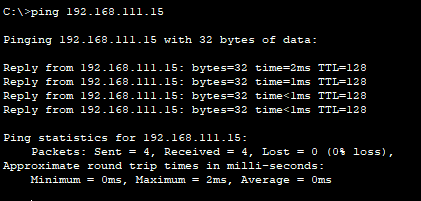 C:\>ping 192.168.111.15
Pinging 192.168.111.15 with 32 bytes of data:
Reply from 192.168.111.15: bytes=32 time=2ms TTL=128
Reply from 192.168.111.15: bytes=32 time=1ms TTL=128
Reply from 192.168.111.15: bytes=32 time<1ms TTL=128
Reply from 192.168.111.15: bytes=32 time<1ms TTL=128
Ping statistics for 192.168.111.15:
Packets: Sent = 4, Received = 4, Lost = 0 (0% loss),
Approximate round trip times in milli-seconds:
Minimum = 0ms, Maximum = 2ms, Average = 0ms